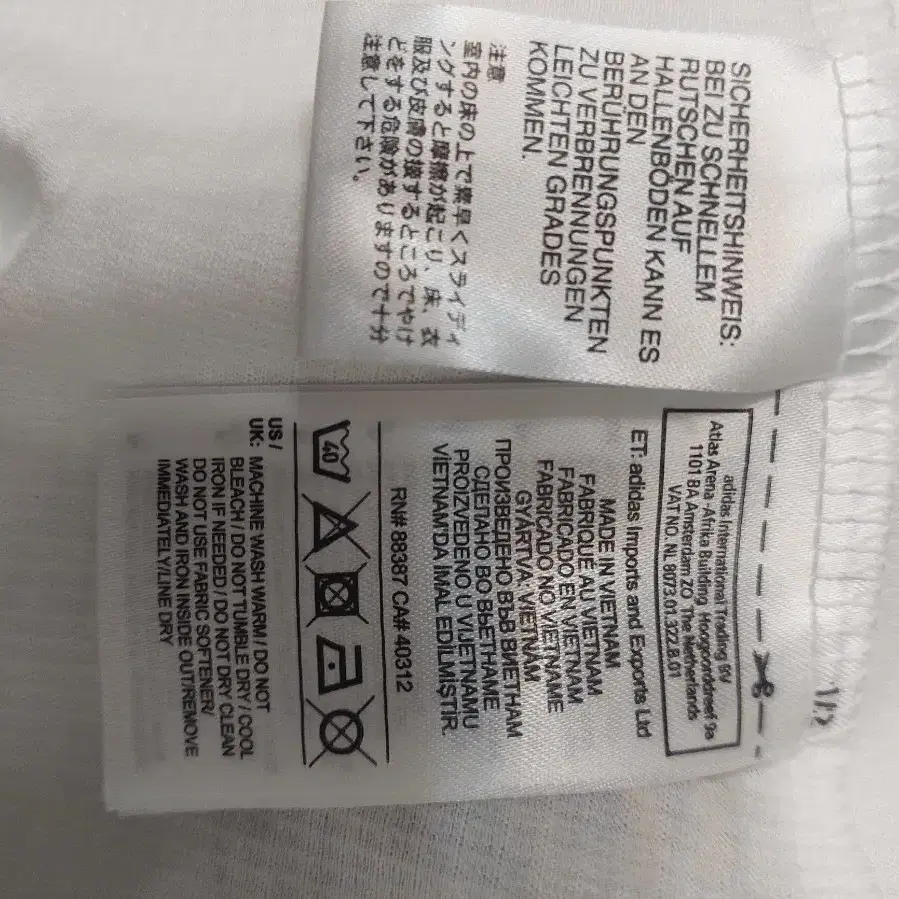 SICHERHEITSHINWEIS:
BEI ZU SCHNELLEM
RUTSCHEN AUF
HALLENBÖDEN KANN ES
AN DEN
BERÜHRUNGSPUNKTEN
ZU VERBRENNUNGEN
LEICHTEN GRADES
KOMMEN.
注意
室内の床の上で素早くスライディ
ングすると摩擦が起こり、床、衣
服及び皮膚の接するところでやけ
どをする危険がありますので十分
注意して下さい。
adidas International Trading BV
Atlas Arena - Afrika Building Hoogoorddreef 9a
1101 BA Amsterdam ZO The Netherlands
VAT NO. NL 8073.01.322.B.01
ET: adidas Imports and Exports Ltd
MADE IN VIETNAM
FABRIQUÉ AU VIETNAM
FABRICADO EN VIETNAM
FABRICADO NO VIETNAME
GYÁRTVA: VIETNAM
ПРОИЗВЕДЕНО ВЪВ ВИЕТНАМ
СДЕЛАНО ВО ВЬЕТНАМЕ
PROIZVEDENO U VIJETNAMU
VİETNAM'DA İMAL EDİLMİŞTİR.
RN# 88387 CA# 40312
40
US /
UK: MACHINE WASH WARM / DO NOT
BLEACH / DO NOT TUMBLE DRY / COOL
IRON IF NEEDED / DO NOT DRY CLEAN
DO NOT USE FABRIC SOFTENER/
WASH AND IRON INSIDE OUT/REMOVE
IMMEDIATELY/LINE DRY